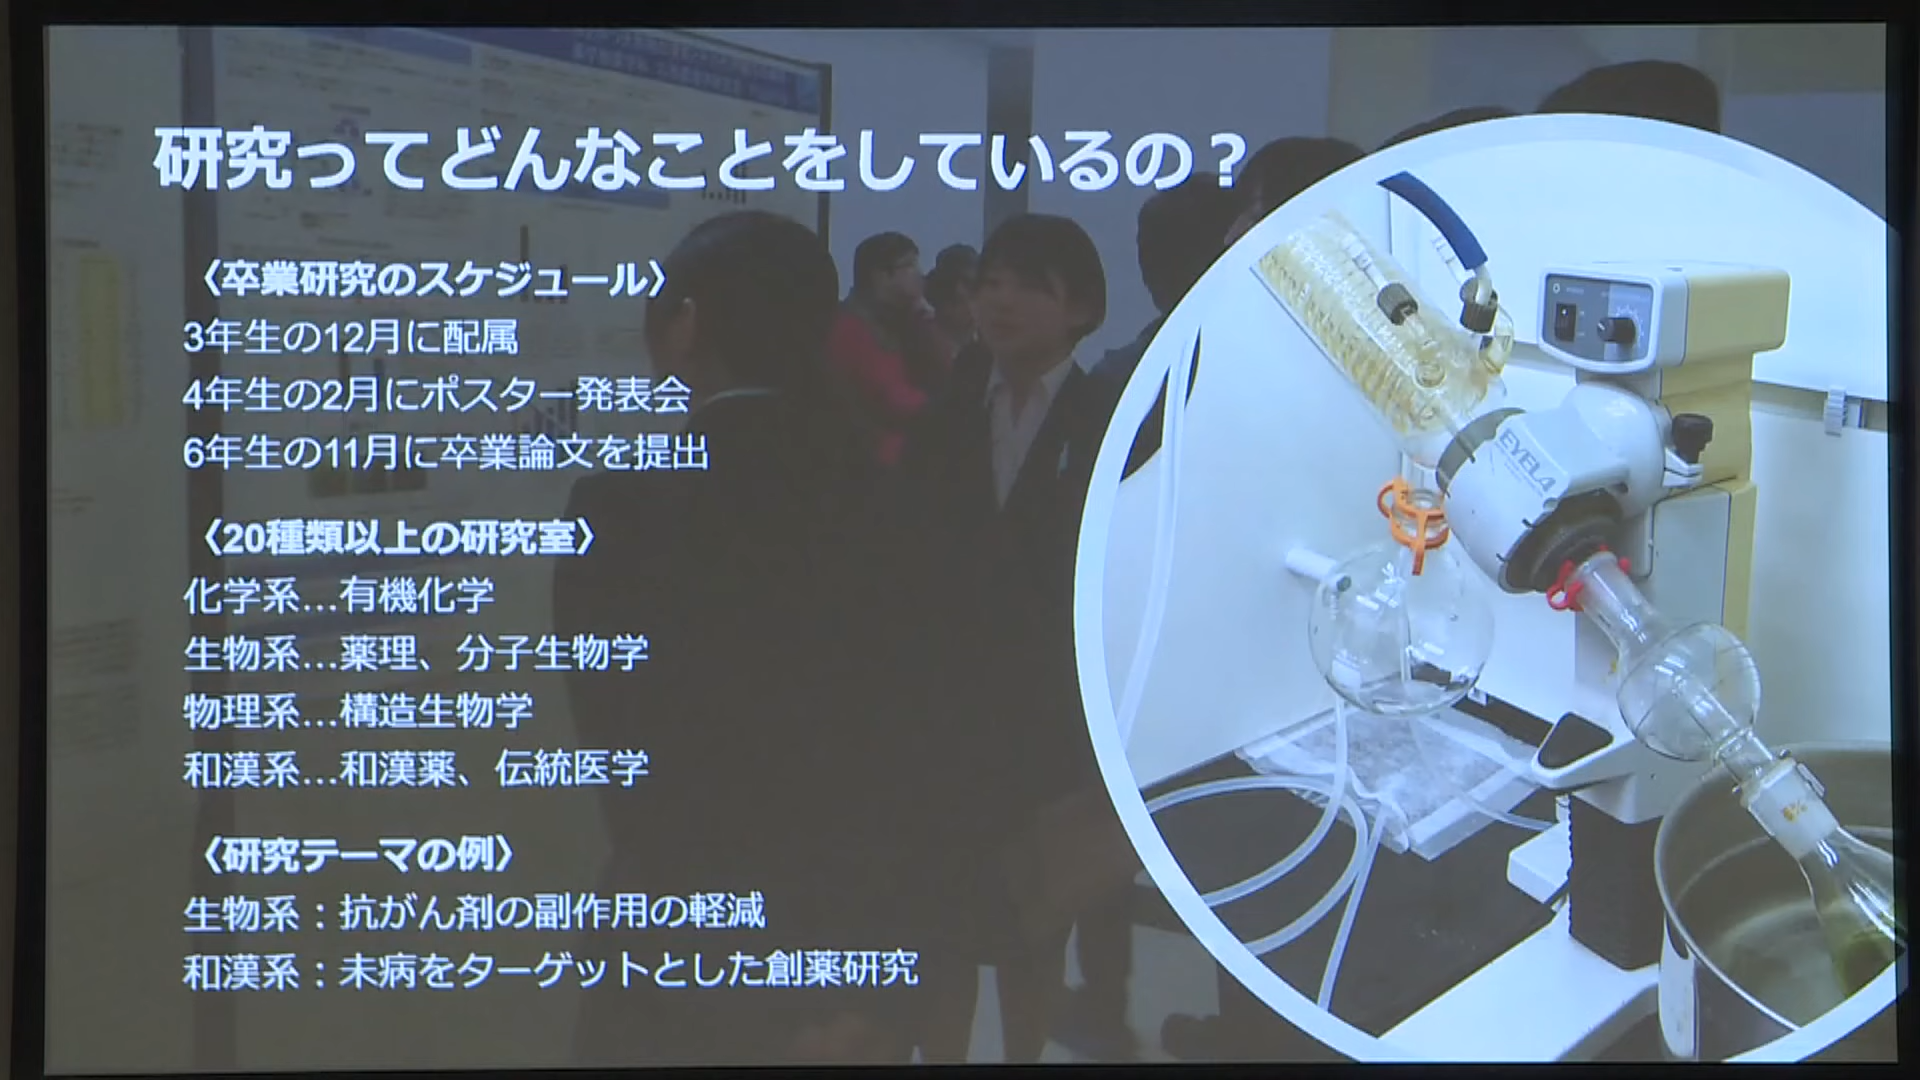 研究ってどんなことをしているの？
〈卒業研究のスケジュール〉
3年生の12月に配属
4年生の2月にポスター発表会
6年生の11月に卒業論文を提出
〈20種類以上の研究室〉
化学系…有機化学
生物系…薬理、分子生物学
物理系…構造生物学
和漢系…和漢薬、伝統医学
〈研究テーマの例〉
生物系：抗がん剤の副作用の軽減
和漢系：未病をターゲットとした創薬研究
EYELA